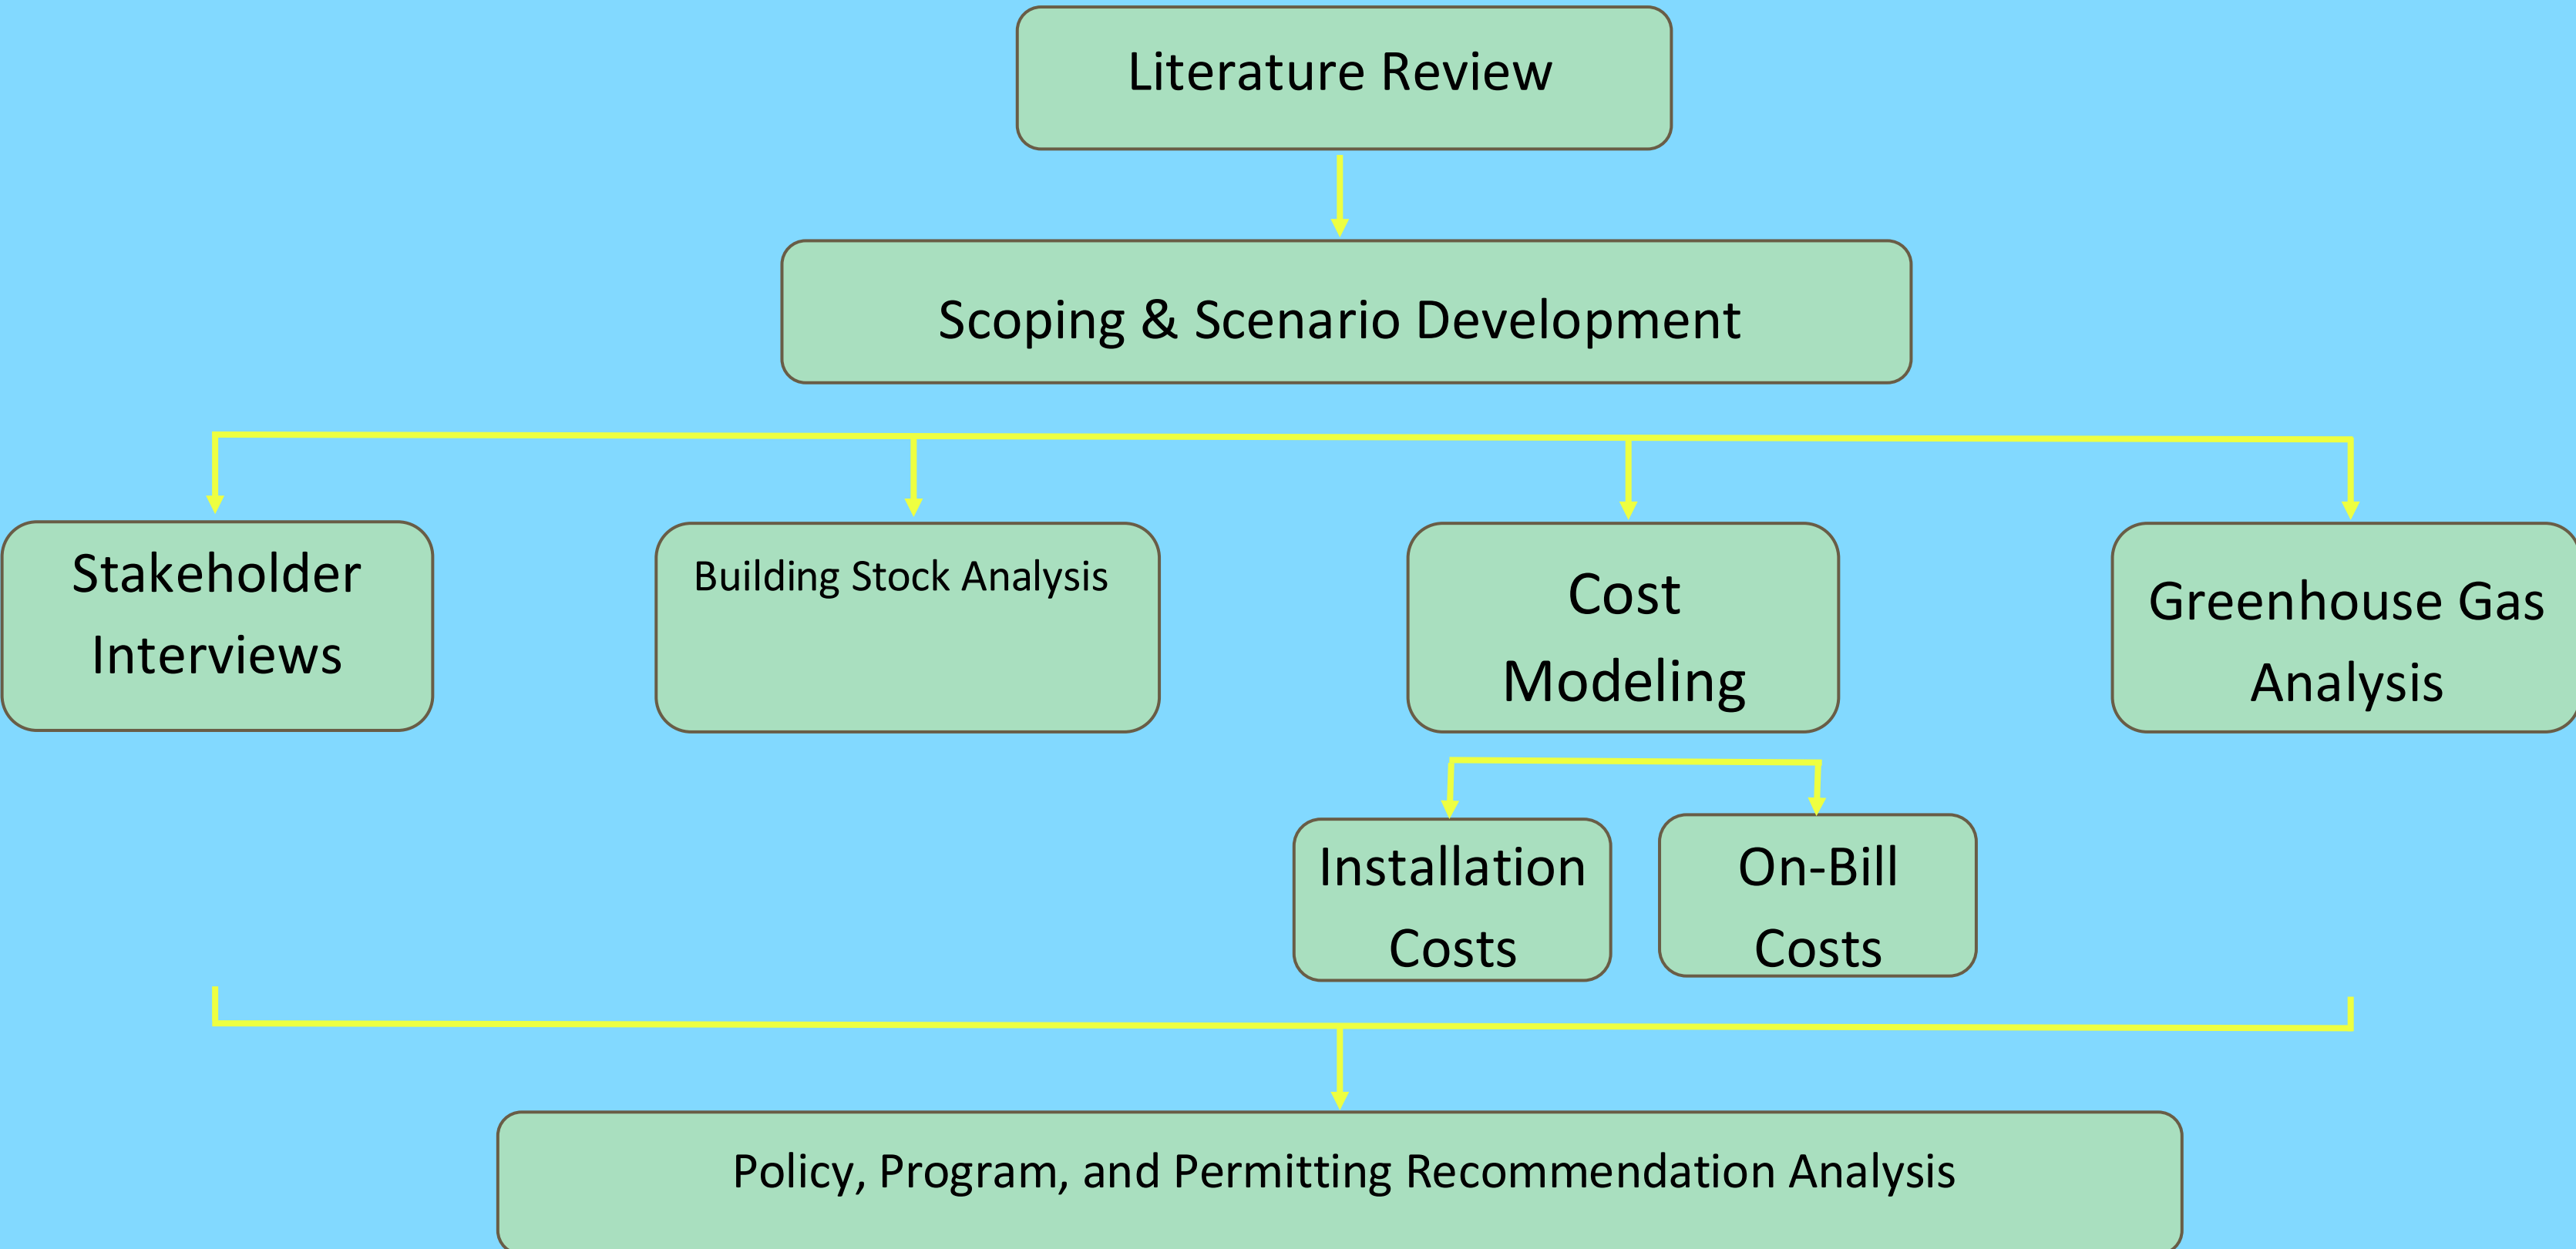 Literature Review
Scoping & Scenario Development
Stakeholder
Interviews
Building Stock Analysis
Cost
Modeling
Greenhouse Gas
Analysis
Installation
Costs
On-Bill
Costs
Policy, Program, and Permitting Recommendation Analysis